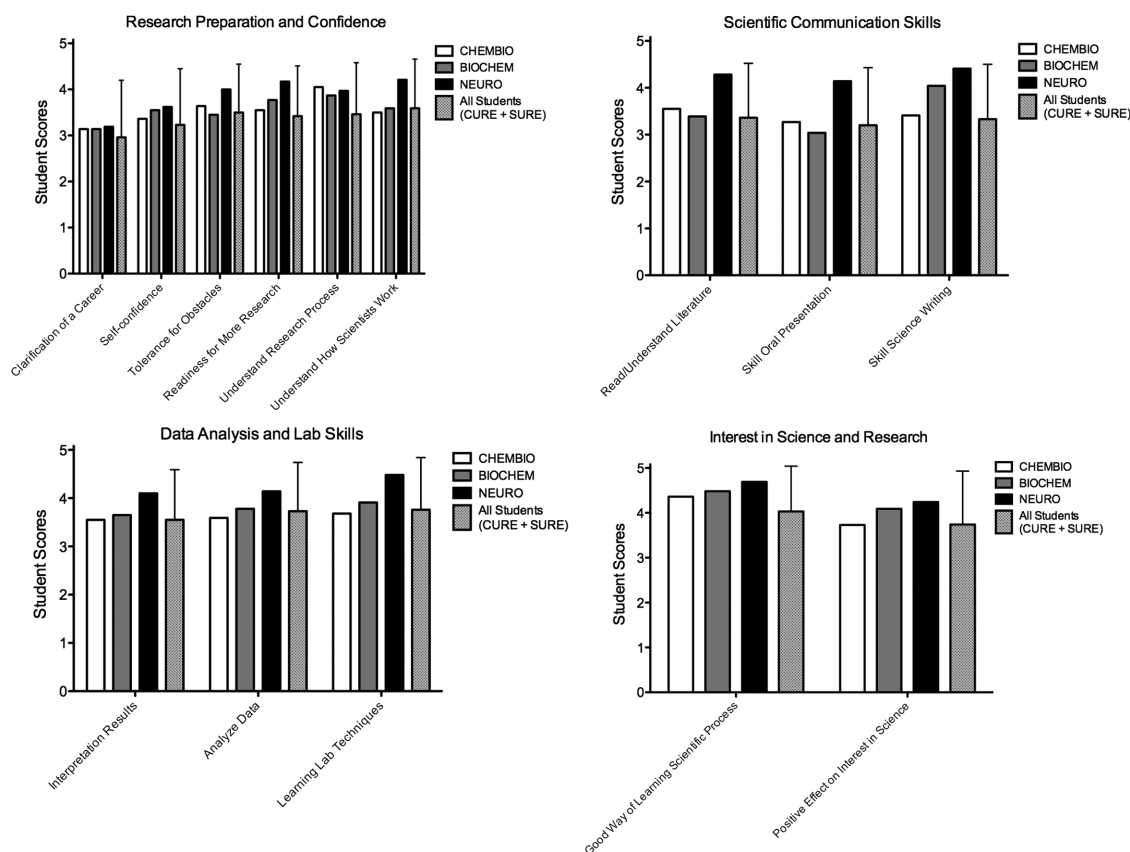 Research Preparation and Confidence
Student Scores
5
4
3
2
1
0
Clarification of a Career
Self-confidence
Tolerance for Obstacles
Readiness for More Research
Understand Research Process
Understand How Scientists Work
CHEMBIO
BIOCHEM
NEURO
All Students
(CURE + SURE)
Scientific Communication Skills
Student Scores
5
4
3
2
1
0
Read/Understand Literature
Skill Oral Presentation
Skill Science Writing
CHEMBIO
BIOCHEM
NEURO
All Students
(CURE + SURE)
Data Analysis and Lab Skills
Student Scores
5
4
3
2
1
0
Interpretation Results
Analyze Data
Learning Lab Techniques
CHEMBIO
BIOCHEM
NEURO
All Students
(CURE + SURE)
Interest in Science and Research
Student Scores
5
4
3
2
1
0
Good Way of Learning Scientific Process
Positive Effect on Interest in Science
CHEMBIO
BIOCHEM
NEURO
All Students
(CURE + SURE)